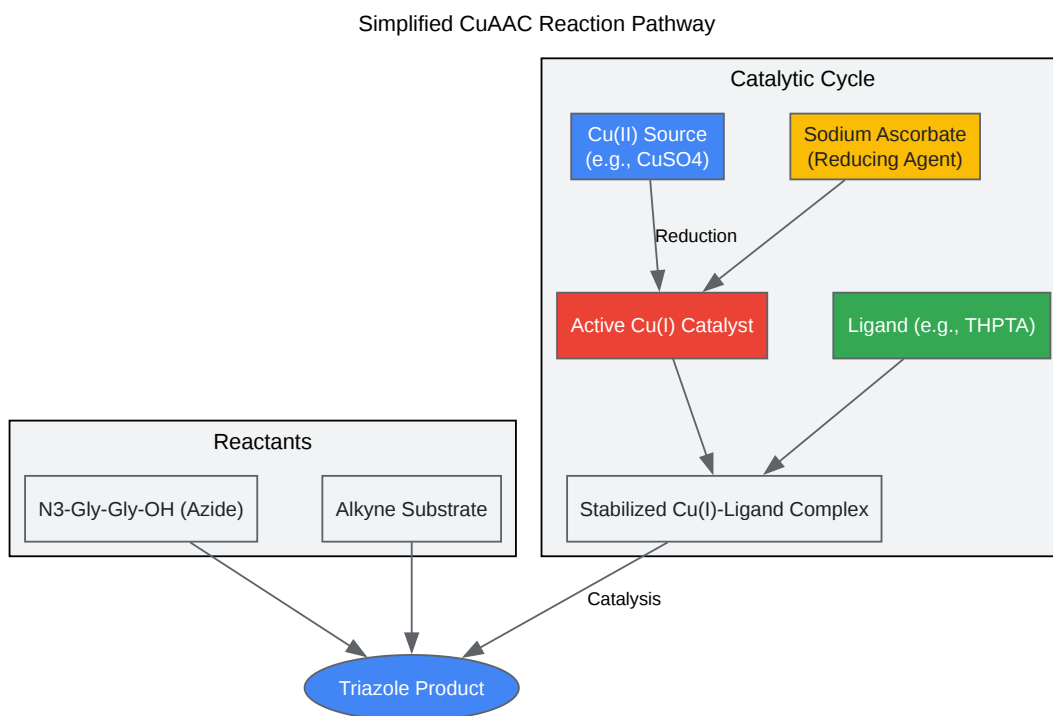 Simplified CuAAC Reaction Pathway
Catalytic Cycle
Cu(II) Source
(e.g., CuSO4)
Sodium Ascorbate
(Reducing Agent)
Reduction
Active Cu(I) Catalyst
Ligand (e.g., THPTA)
Reactants
N3-Gly-Gly-OH (Azide)
Alkyne Substrate
Stabilized Cu(I)-Ligand Complex
Catalysis
Triazole Product